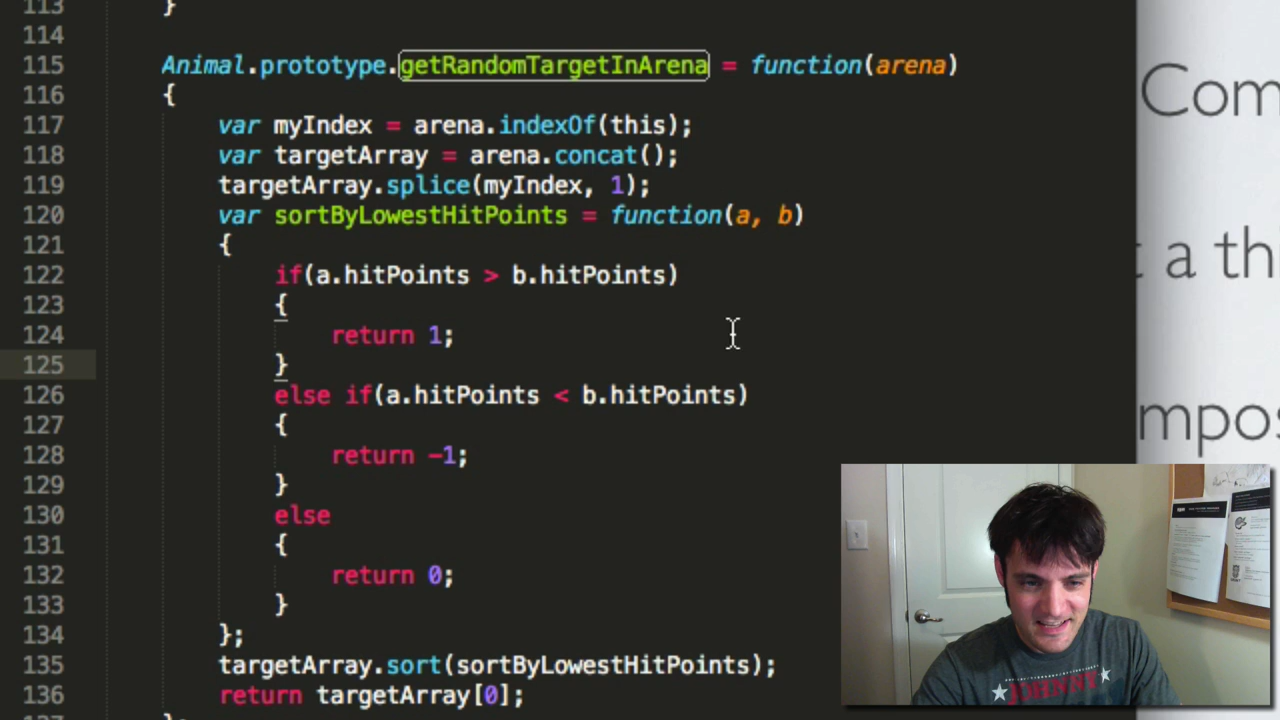 113 }
114
115 Animal.prototype.getRandomTargetInArena = function(arena)
116 {
117 var myIndex = arena.indexOf(this);
118 var targetArray = arena.concat();
119 targetArray.splice(myIndex, 1);
120 var sortByLowestHitPoints = function(a, b)
121 {
122 if(a.hitPoints > b.hitPoints)
123 {
124 return 1;
125 }
126 else if(a.hitPoints < b.hitPoints)
127 {
128 return -1;
129 }
130 else
131 {
132 return 0;
133 }
134 };
135 targetArray.sort(sortByLowestHitPoints);
136 return targetArray[0];
Com
a thi
mpos
JOHNNY